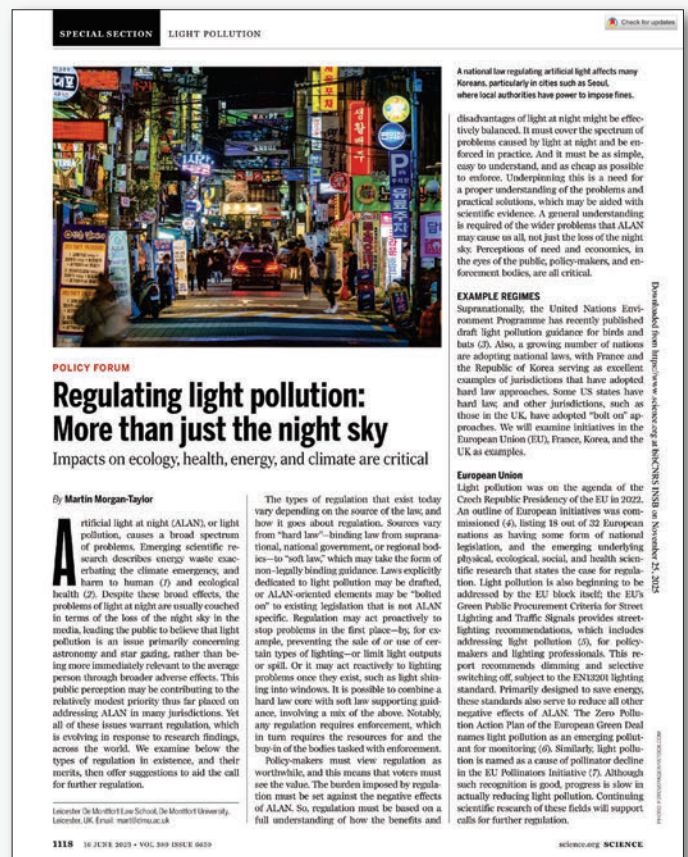 SPECIAL SECTION LIGHT POLLUTION
Check for updates
A national law regulating artificial light affects many
Koreans, particularly in cities such as Seoul,
where local authorities have power to impose fines.
POLICY FORUM
Regulating light pollution:
More than just the night sky
Impacts on ecology, health, energy, and climate are critical
By Martin Morgan-Taylor
Artificial light at night (ALAN), or light
pollution, causes a broad spectrum
of problems. Emerging scientific re-
search describes energy waste exac-
erbating the climate emergency, and
harm to human (1) and ecological
health (2). Despite these broad effects, the
problems of light at night are usually couched
in terms of the loss of the night sky in the
media, leading the public to believe that light
pollution is an issue primarily concerning
astronomy and star gazing, rather than be-
ing more immediately relevant to the average
person through broader adverse effects. This
public perception may be contributing to the
relatively modest priority thus far placed on
addressing ALAN in many jurisdictions. Yet
all of these issues warrant regulation, which
is evolving in response to research findings,
across the world. We examine below the
types of regulation in existence, and their
merits, then offer suggestions to aid the call
for further regulation.
Leicester De Montfort Law School, De Montfort University,
Leicester, UK. Email: mart@dmu.ac.uk
The types of regulation that exist today
vary depending on the source of the law, and
how it goes about regulation. Sources vary
from "hard law"—binding law from suprana-
tional, national government, or regional bod-
ies—to "soft law," which may take the form of
non–legally binding guidance. Laws explicitly
dedicated to light pollution may be drafted,
or ALAN-oriented elements may be "bolted
on" to existing legislation that is not ALAN
specific. Regulation may act proactively to
stop problems in the first place—by, for ex-
ample, preventing the sale of or use of cer-
tain types of lighting—or limit light outputs
or spill. Or it may act reactively to lighting
problems once they exist, such as light shin-
ing into windows. It is possible to combine a
hard law core with soft law supporting guid-
ance, involving a mix of the above. Notably,
any regulation requires enforcement, which
in turn requires the resources for and the
buy-in of the bodies tasked with enforcement.
Policy-makers must view regulation as
worthwhile, and this means that voters must
see the value. The burden imposed by regula-
tion must be set against the negative effects
of ALAN. So, regulation must be based on a
full understanding of how the benefits and
disadvantages of light at night might be effec-
tively balanced. It must cover the spectrum of
problems caused by light at night and be en-
forced in practice. And it must be as simple,
easy to understand, and as cheap as possible
to enforce. Underpinning this is a need for
a proper understanding of the problems and
practical solutions, which may be aided with
scientific evidence. A general understanding
is required of the wider problems that ALAN
may cause us all, not just the loss of the night
sky. Perceptions of need and economics, in
the eyes of the public, policy-makers, and en-
forcement bodies, are all critical.
EXAMPLE REGIMES
Supranationally, the United Nations Envi-
ronment Programme has recently published
draft light pollution guidance for birds and
bats (3). Also, a growing number of nations
are adopting national laws, with France and
the Republic of Korea serving as excellent
examples of jurisdictions that have adopted
hard law approaches. Some US states have
hard law, and other jurisdictions, such as
those in the UK, have adopted "bolt on" ap-
proaches. We will examine initiatives in the
European Union (EU), France, Korea, and the
UK as examples.
European Union
Light pollution was on the agenda of the
Czech Republic Presidency of the EU in 2022.
An outline of European initiatives was com-
missioned (4), listing 18 out of 32 European
nations as having some form of national
legislation, and the emerging underlying
physical, ecological, social, and health scien-
tific research that states the case for regula-
tion. Light pollution is also beginning to be
addressed by the EU block itself; the EU's
Green Public Procurement Criteria for Street
Lighting and Traffic Signals provides street-
lighting recommendations, which includes
addressing light pollution (5), for policy-
makers and lighting professionals. This re-
port recommends dimming and selective
switching off, subject to the EN13201 lighting
standard. Primarily designed to save energy,
these standards also serve to reduce all other
negative effects of ALAN. The Zero Pollu-
tion Action Plan of the European Green Deal
names light pollution as an emerging pollut-
ant for monitoring (6). Similarly, light pollu-
tion is named as a cause of pollinator decline
in the EU Pollinators Initiative (7). Although
such recognition is good, progress is slow in
actually reducing light pollution. Continuing
scientific research of these fields will support
calls for further regulation.
Downloaded from https://www.science.org at bibCNRS INSB on November 25, 2025
1118 16 JUNE 2023 • VOL 380 ISSUE 6650
science.org SCIENCE